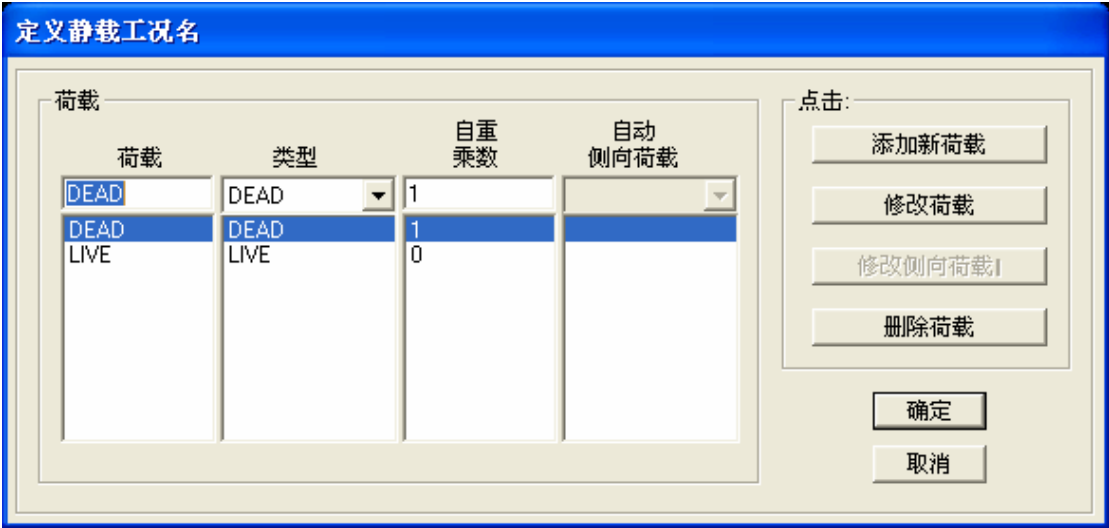 定义静载工况名
荷载
点击:
荷载 类型 自重乘数 自动侧向荷载
DEAD DEAD 1
DEAD DEAD 1
LIVE LIVE 0
添加新荷载
修改荷载
修改侧向荷载
删除荷载
确定
取消